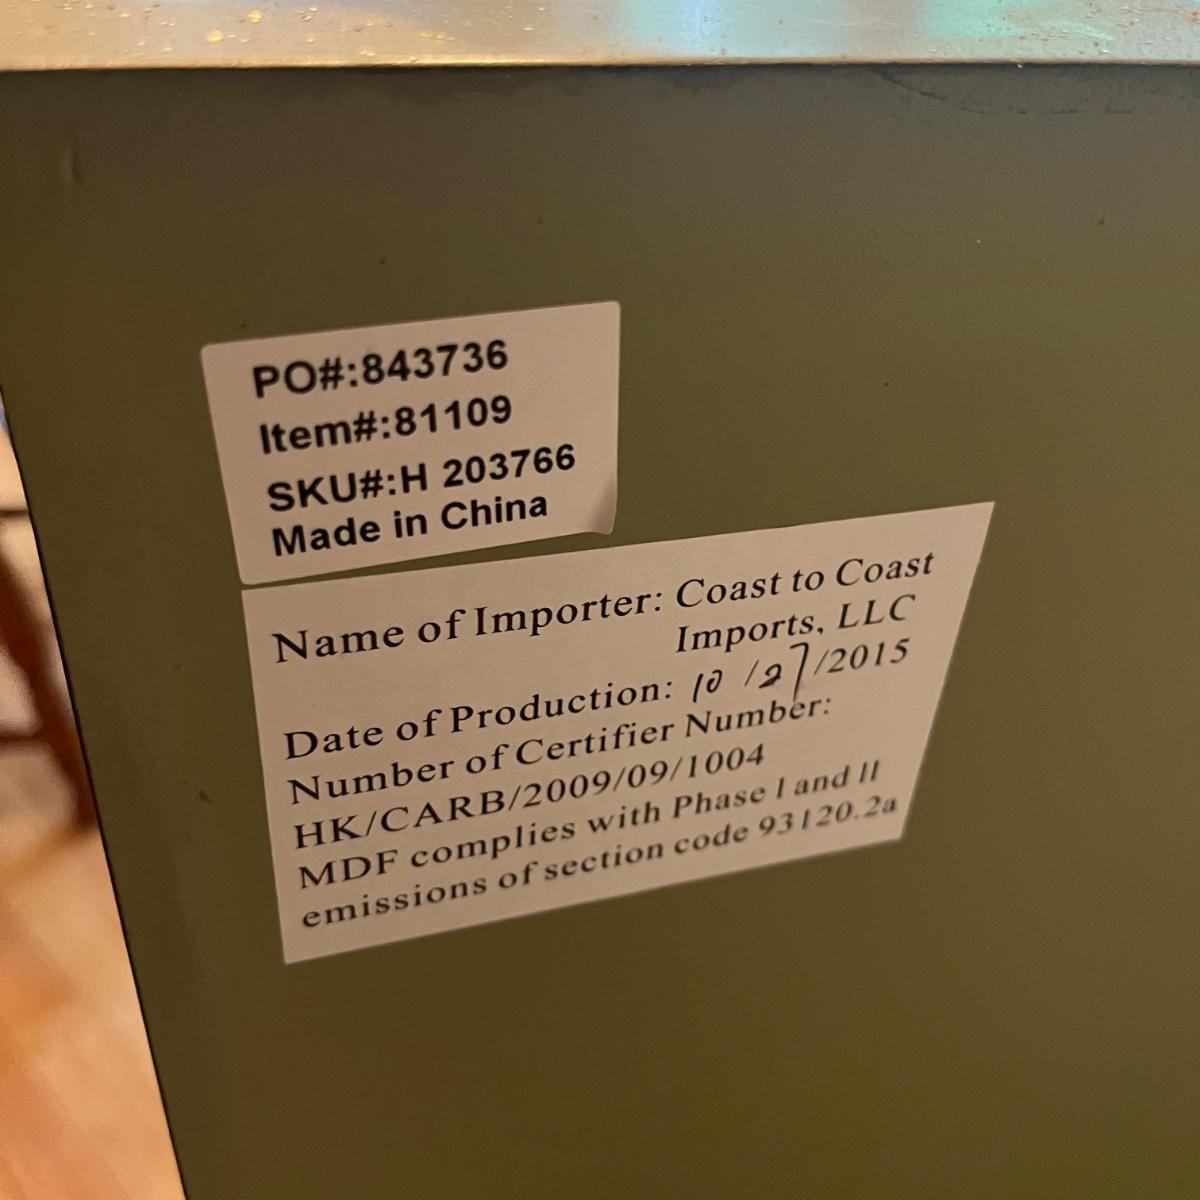 PO#:843736
Item#:81109
SKU#:H 203766
Made in China
Name of Importer: Coast to Coast
Imports, LLC
Date of Production: 10 /27/2015
Number of Certifier Number:
HK/CARB/2009/09/1004
MDF complies with Phase I and II
emissions of section code 93120.2a